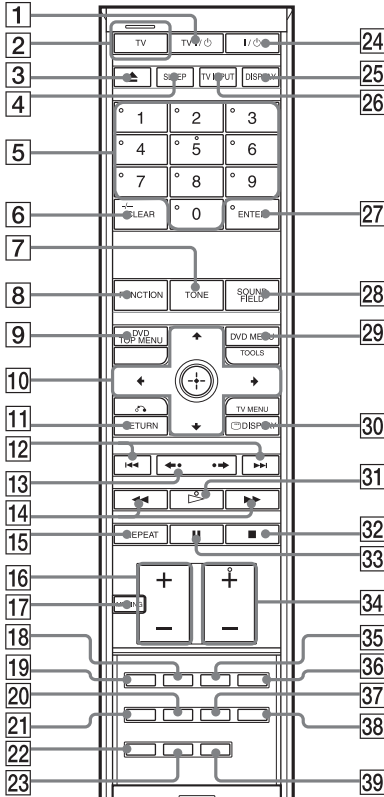 1
2 TV TV I/⏻ I/⏻ 24
3 SLEEP TV INPUT DISPLAY 25
4 26
1 2 3
5 4 5 6
7 8 9
6 -/-- CLEAR 0 ENTER 27
7
8 FUNCTION TONE SOUND FIELD 28
9 DVD TOP MENU DVD MENU 29
TOOLS
10
TV MENU
11 RETURN DISPLAY 30
12
13 31
14
15 REPEAT 32
33
16 + +
17 34
− −
18 35
19 36
20 37
21 38
22
23 39